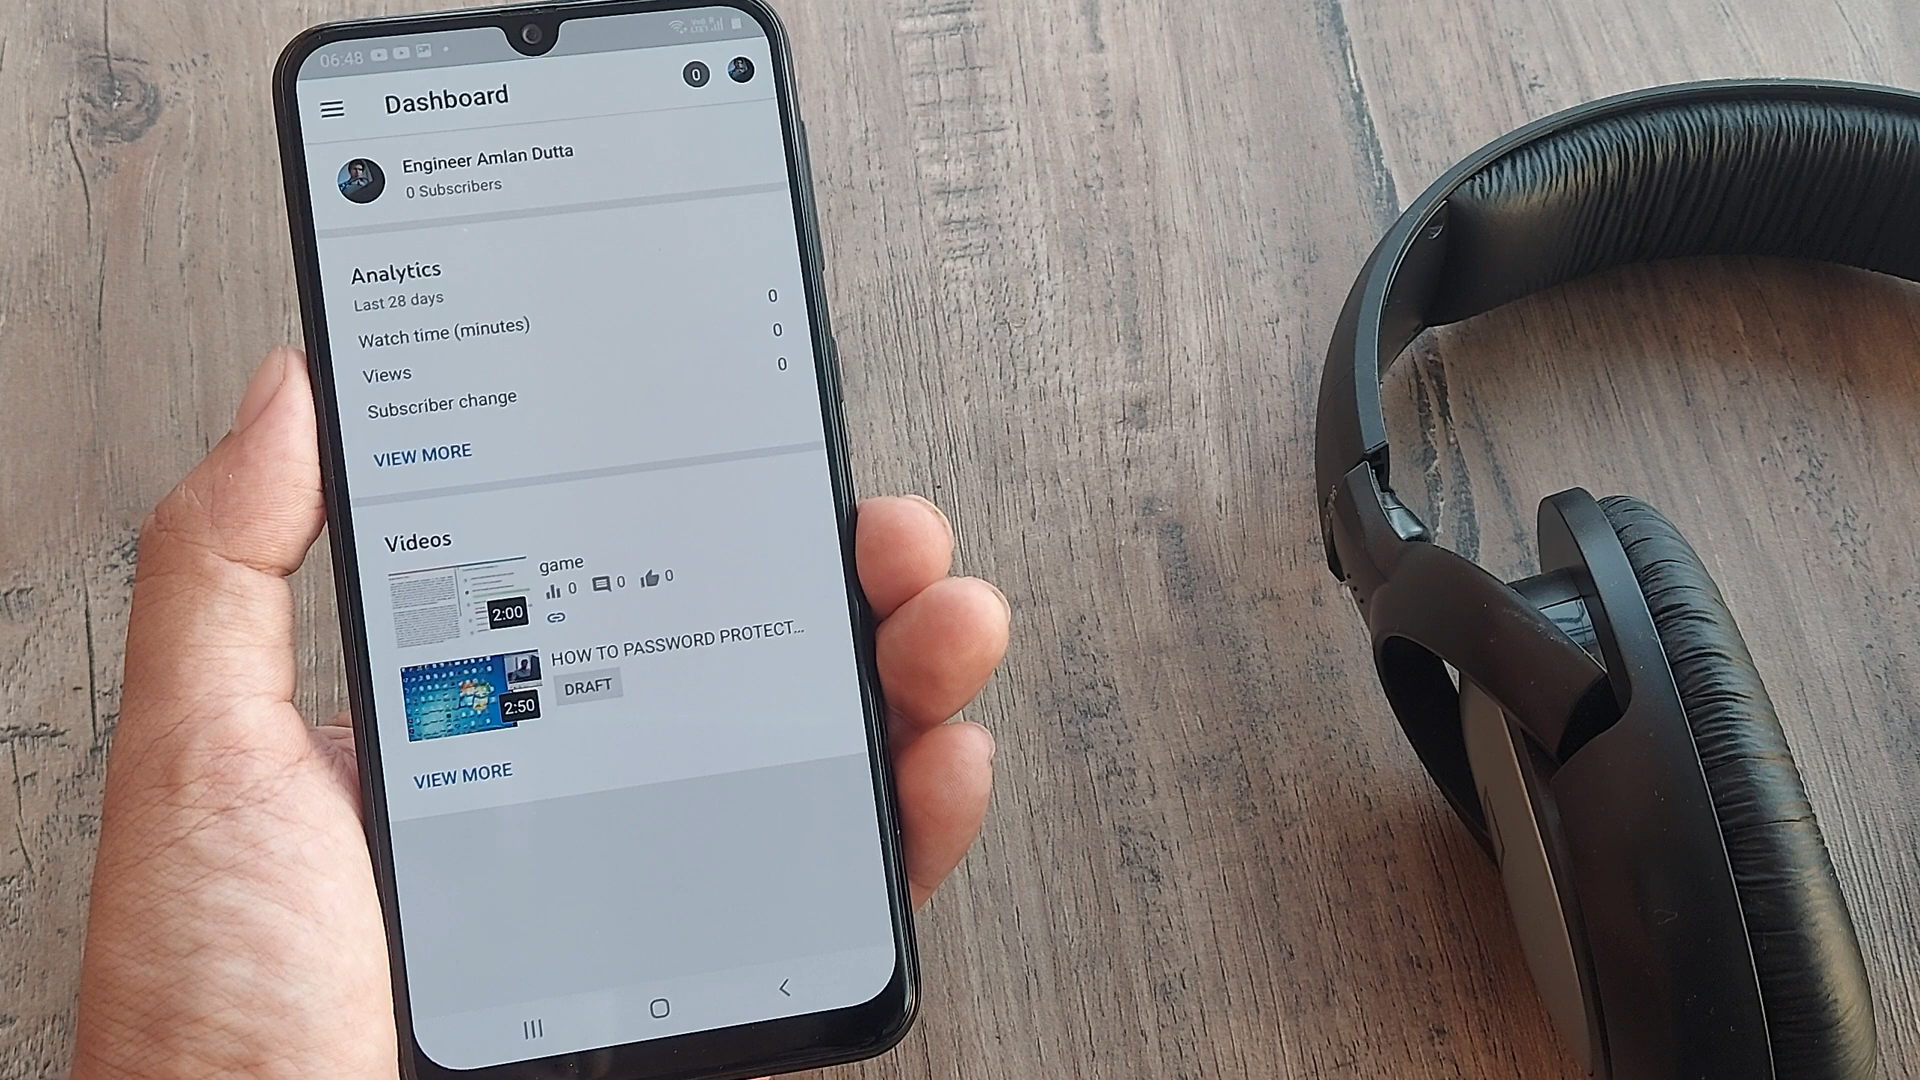 06:48
Dashboard
0
Engineer Amlan Dutta
0 Subscribers
Analytics
Last 28 days
Watch time (minutes) 0
Views 0
Subscriber change 0
VIEW MORE
Videos
game
0 0 0
2:00
HOW TO PASSWORD PROTECT...
DRAFT
2:50
VIEW MORE